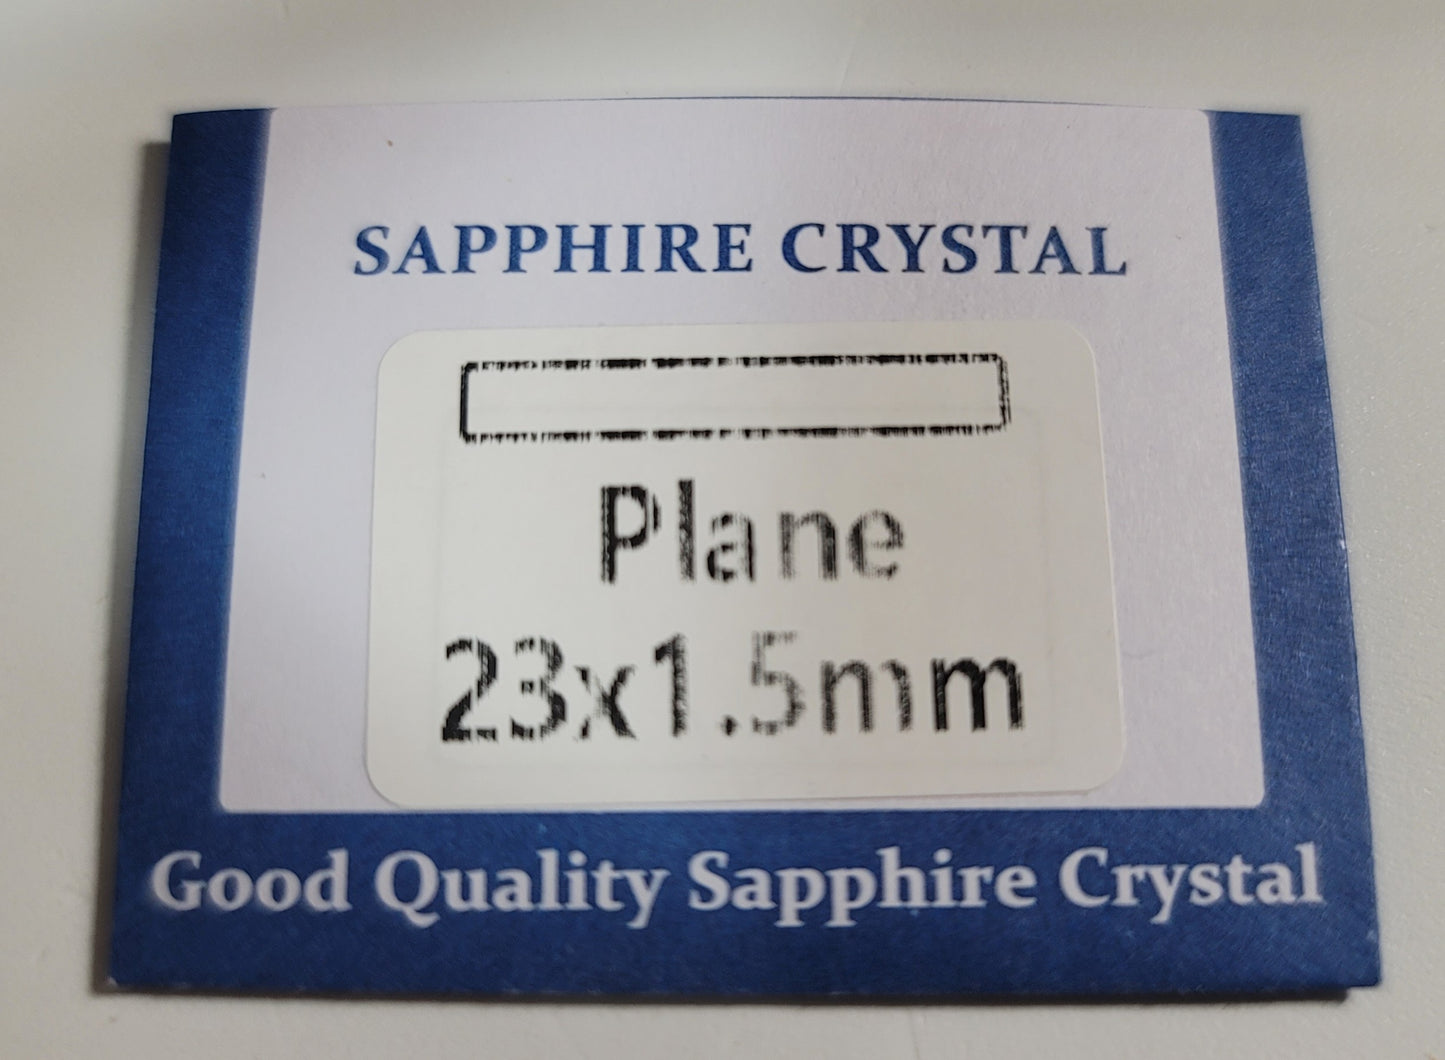 SAPPHIRE CRYSTAL
Plane
23x1.5mm
Good Quality Sapphire Crystal